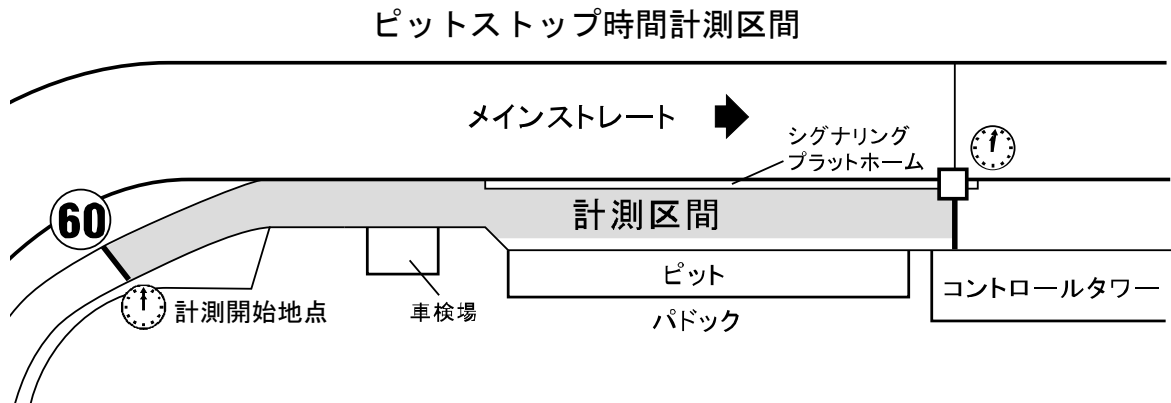 ピットストップ時間計測区間
メインストレート
シグナリング
プラットホーム
60
計測区間
ピット
コントロールタワー
計測開始地点
車検場
パドック